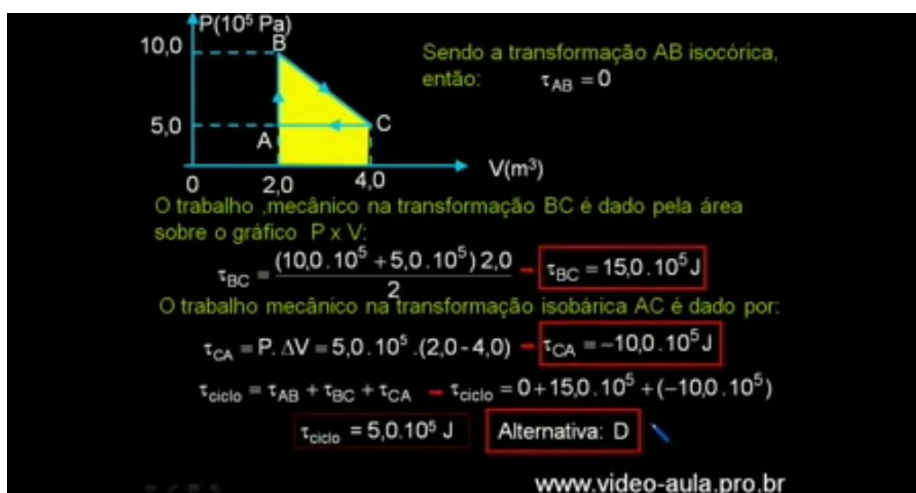 P(10⁵ Pa)
10,0
B
5,0
A
C
0
2,0
4,0
V(m³)
Sendo a transformação AB isocórica,
então: τAB = 0
O trabalho ,mecânico na transformação BC é dado pela área
sobre o gráfico P x V:
τBC = (10,0 . 10⁵ + 5,0 . 10⁵) 2,0 / 2 τBC = 15,0 . 10⁵ J
O trabalho mecânico na transformação isobárica AC é dado por:
τCA = P. ΔV = 5,0 . 10⁵ .(2,0 - 4,0) τCA = −10,0 . 10⁵ J
τciclo = τAB + τBC + τCA τciclo = 0 + 15,0 . 10⁵ + (−10,0 . 10⁵)
τciclo = 5,0.10⁵ J Alternativa: D
www.video-aula.pro.br